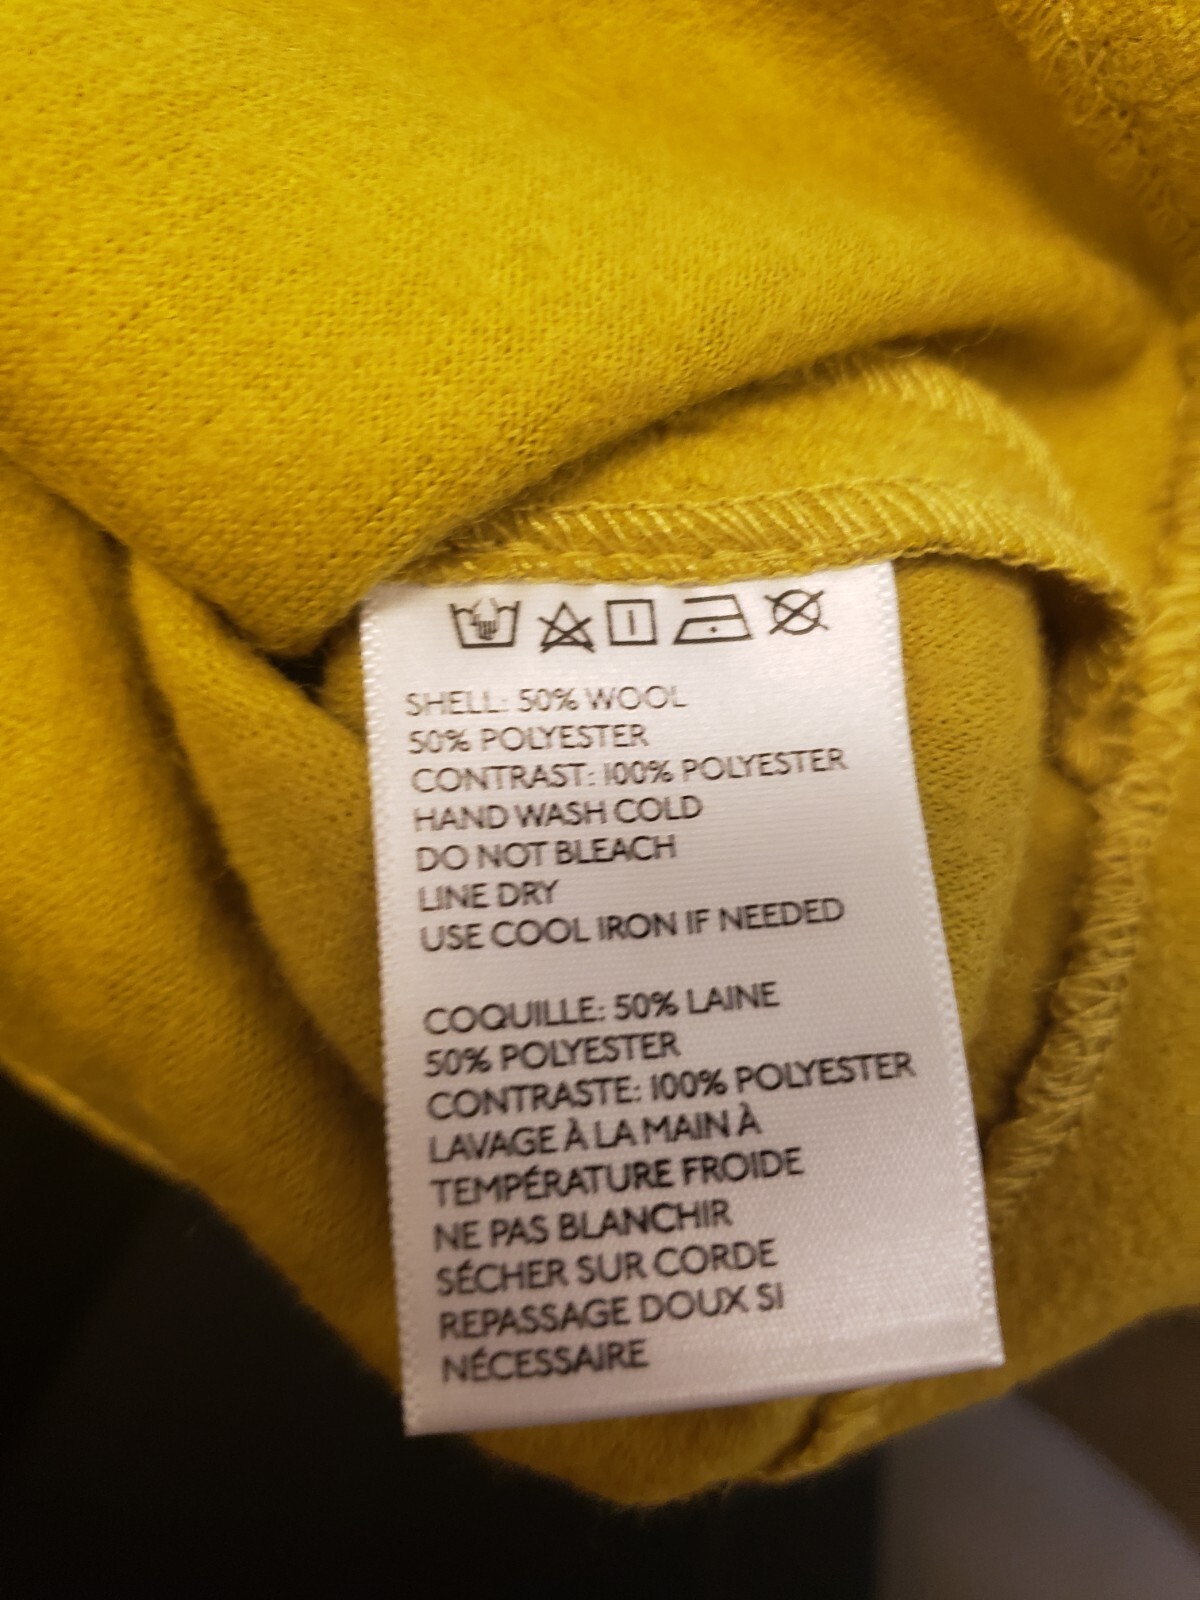 SHELL: 50% WOOL
50% POLYESTER
CONTRAST: 100% POLYESTER
HAND WASH COLD
DO NOT BLEACH
LINE DRY
USE COOL IRON IF NEEDED
COQUILLE: 50% LAINE
50% POLYESTER
CONTRASTE: 100% POLYESTER
LAVAGE À LA MAIN À
TEMPÉRATURE FROIDE
NE PAS BLANCHIR
SÉCHER SUR CORDE
REPASSAGE DOUX SI
NÉCESSAIRE